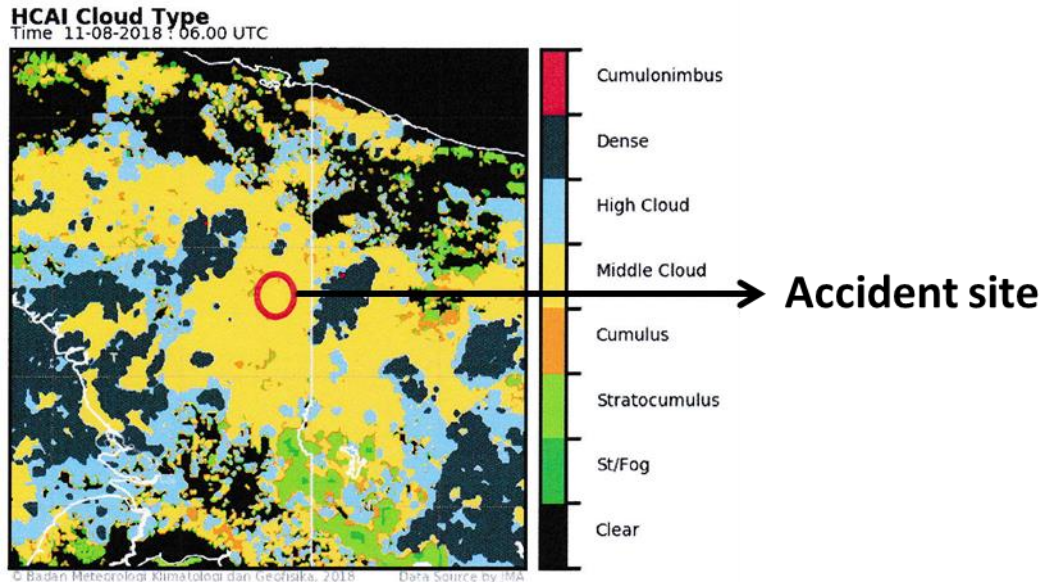 HCAI Cloud Type
Time 11-08-2018 : 06.00 UTC
Cumulonimbus
Dense
High Cloud
Middle Cloud
Accident site
Cumulus
Stratocumulus
St/Fog
Clear
© Badan Meteorologi Klimatologi dan Geofisika, 2018
Data Source by JMA